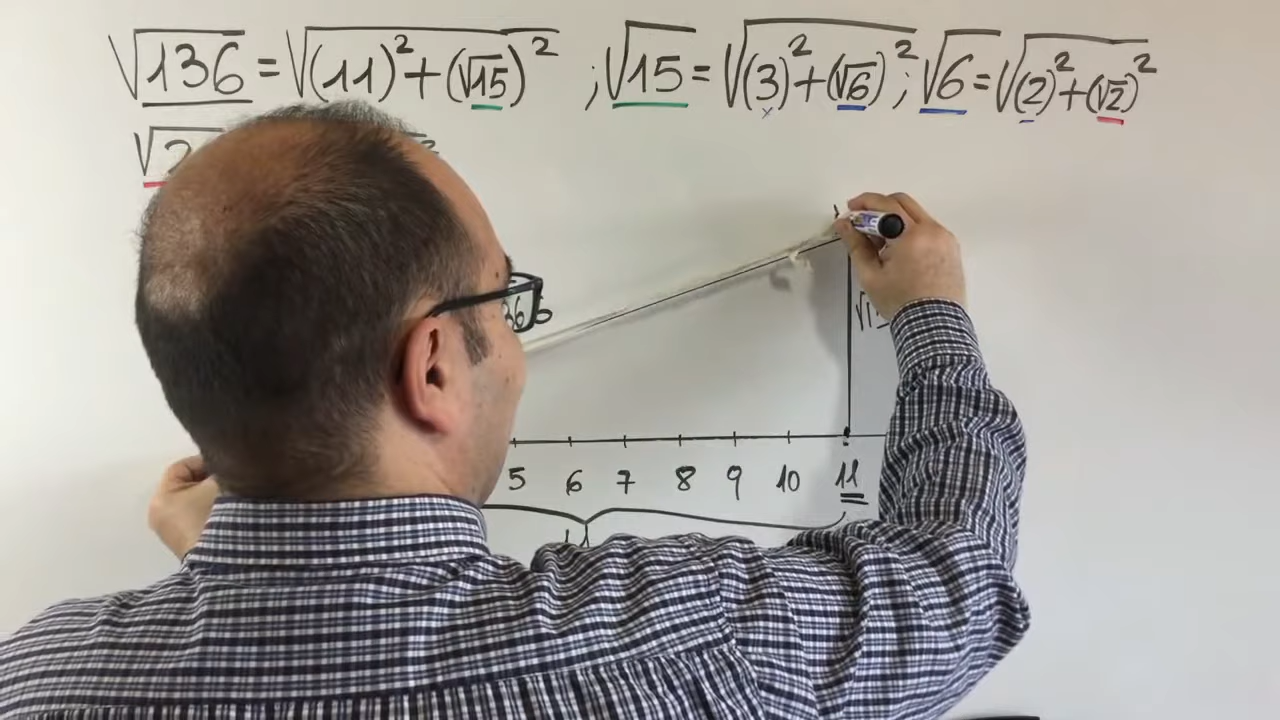 √136 = √(11)²+(√15)² ; √15 = √(3)²+(√6)² ; √6 = √(2)²+(√2)²
√2
5 6 7 8 9 10 11